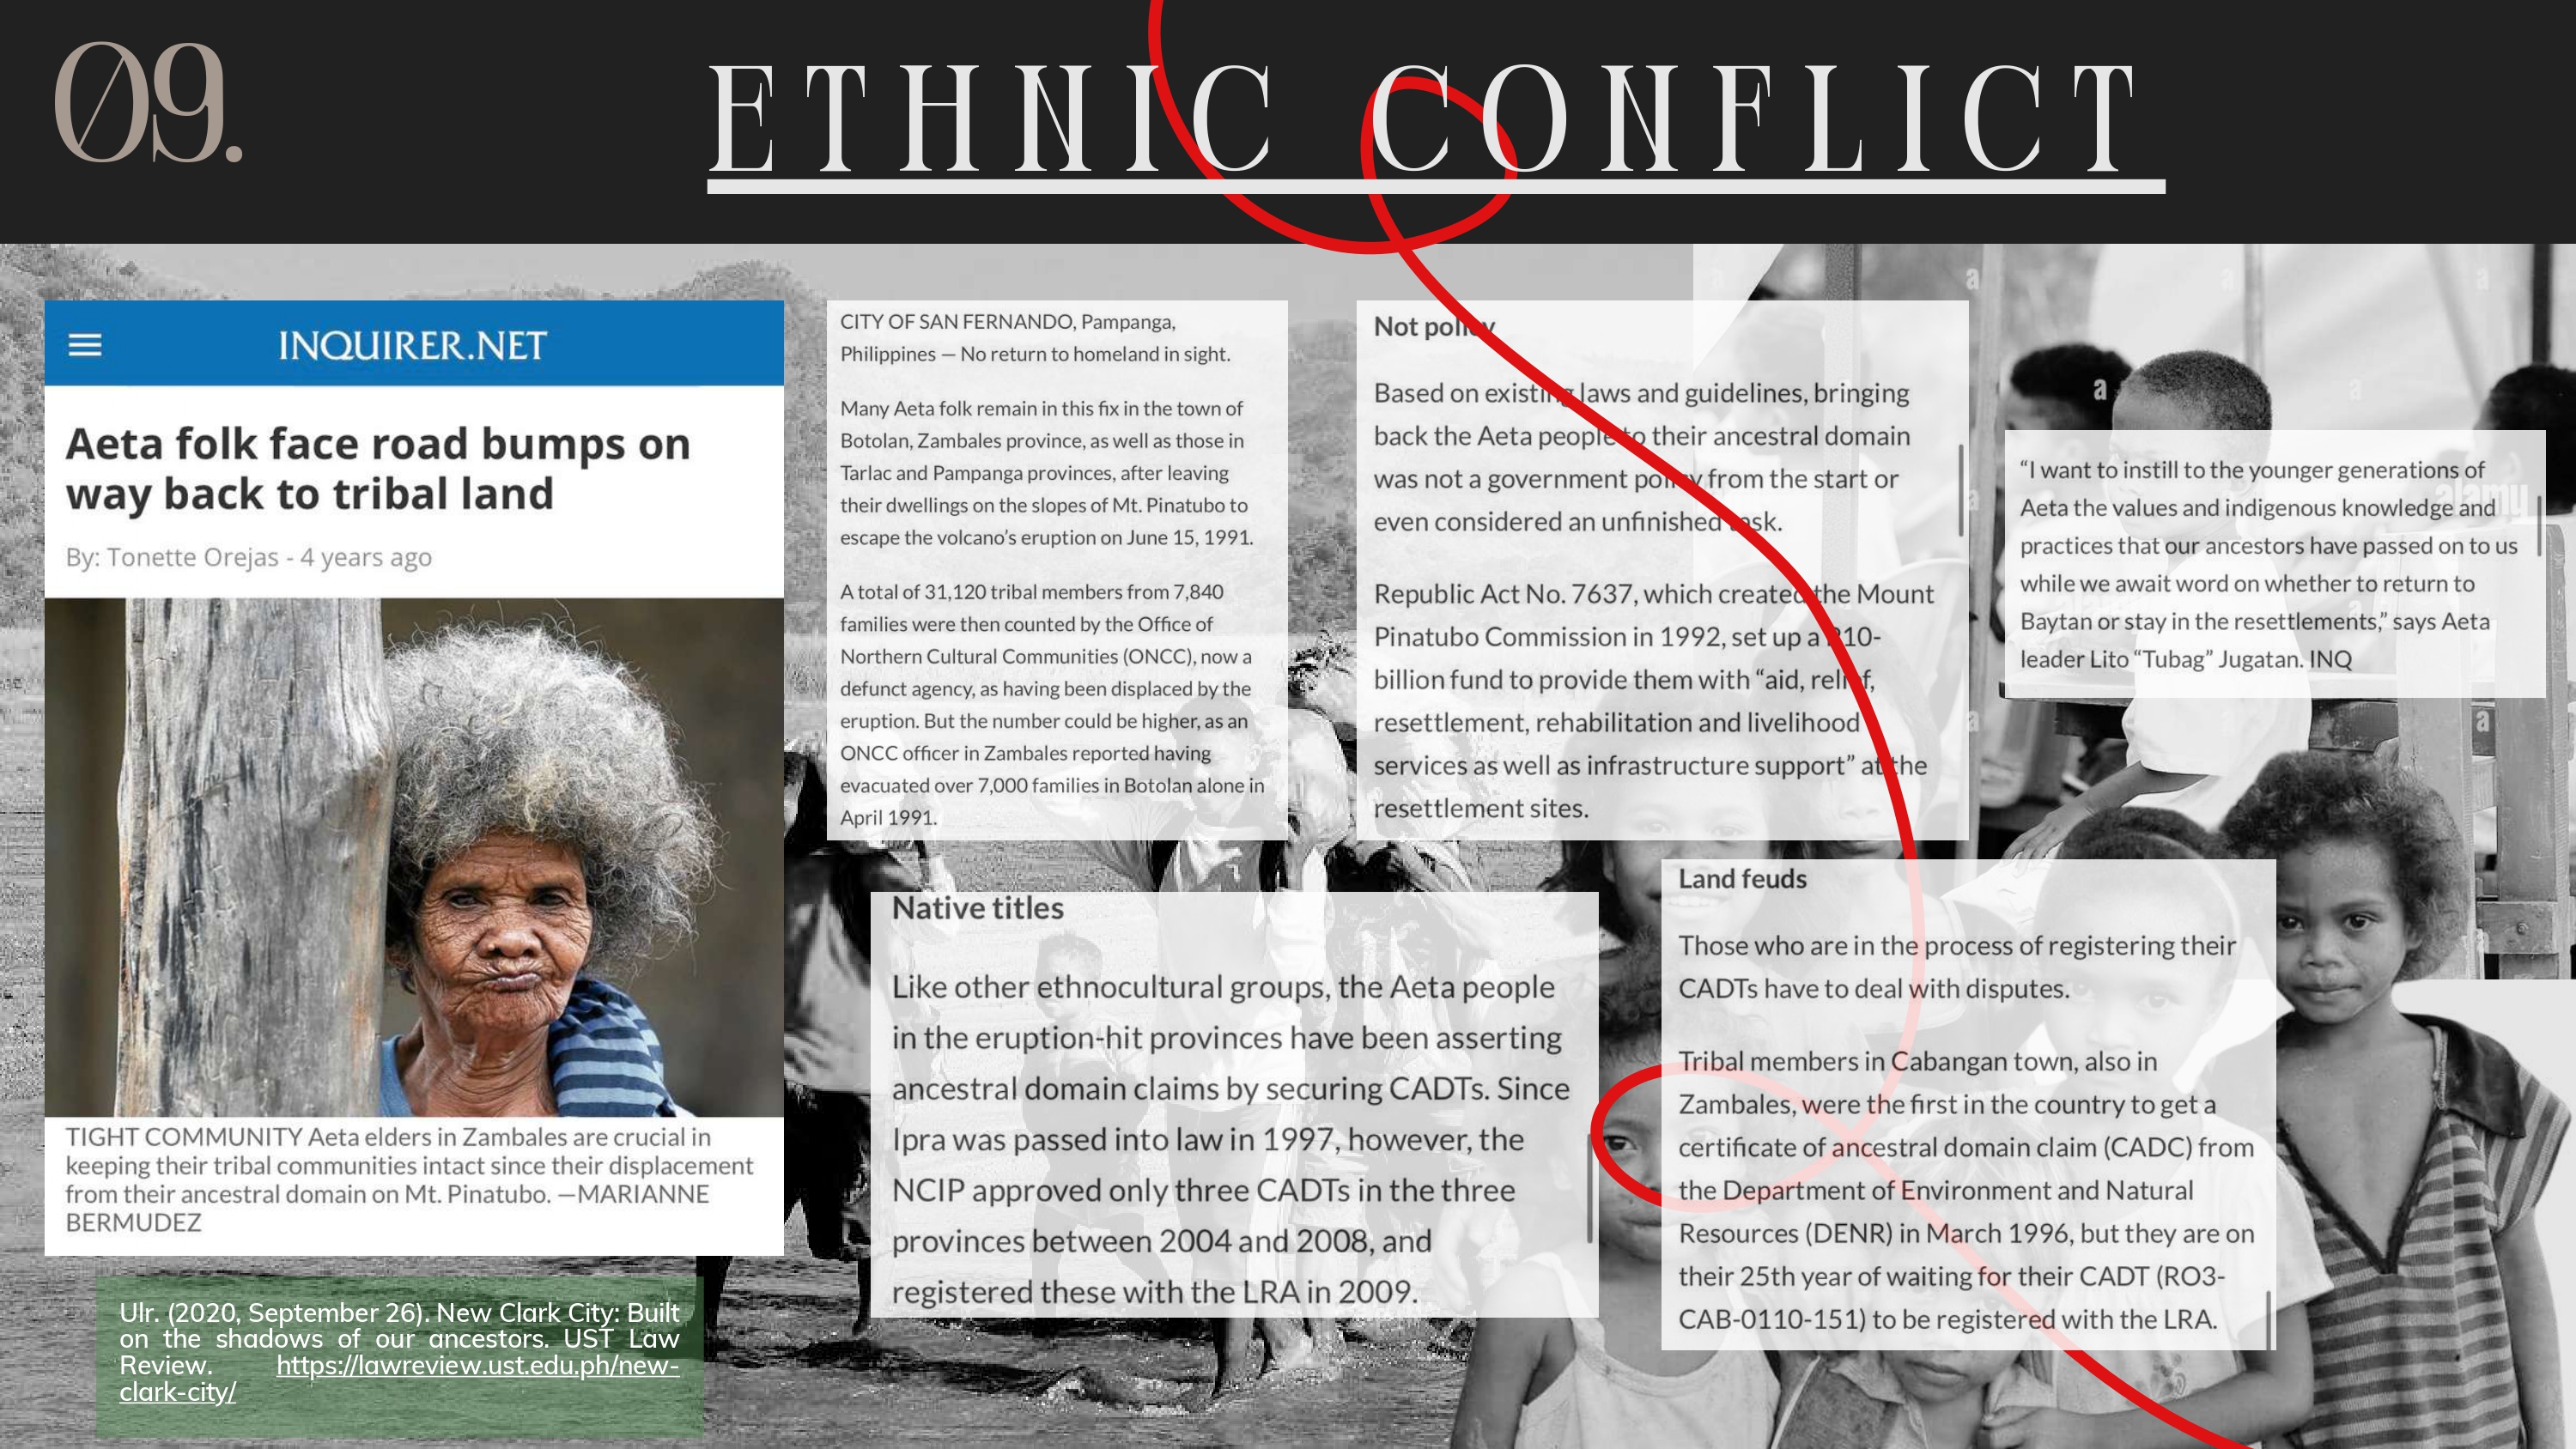 09.
ETHNIC CONFLICT
INQUIRER.NET
Aeta folk face road bumps on
way back to tribal land
By: Tonette Orejas - 4 years ago
TIGHT COMMUNITY Aeta elders in Zambales are crucial in
keeping their tribal communities intact since their displacement
from their ancestral domain on Mt. Pinatubo. —MARIANNE
BERMUDEZ
Ulr. (2020, September 26). New Clark City: Built
on the shadows of our ancestors. UST Law
Review. https://lawreview.ust.edu.ph/new-
clark-city/
CITY OF SAN FERNANDO, Pampanga,
Philippines — No return to homeland in sight.
Many Aeta folk remain in this fix in the town of
Botolan, Zambales province, as well as those in
Tarlac and Pampanga provinces, after leaving
their dwellings on the slopes of Mt. Pinatubo to
escape the volcano's eruption on June 15, 1991.
A total of 31,120 tribal members from 7,840
families were then counted by the Office of
Northern Cultural Communities (ONCC), now a
defunct agency, as having been displaced by the
eruption. But the number could be higher, as an
ONCC officer in Zambales reported having
evacuated over 7,000 families in Botolan alone in
April 1991.
Not policy
Based on existing laws and guidelines, bringing
back the Aeta people to their ancestral domain
was not a government policy from the start or
even considered an unfinished task.
Republic Act No. 7637, which created the Mount
Pinatubo Commission in 1992, set up a ₱10-
billion fund to provide them with “aid, relief,
resettlement, rehabilitation and livelihood
services as well as infrastructure support” at the
resettlement sites.
“I want to instill to the younger generations of
Aeta the values and indigenous knowledge and
practices that our ancestors have passed on to us
while we await word on whether to return to
Baytan or stay in the resettlements,” says Aeta
leader Lito “Tubag” Jugatan. INQ
alamy
Native titles
Like other ethnocultural groups, the Aeta people
in the eruption-hit provinces have been asserting
ancestral domain claims by securing CADTs. Since
Ipra was passed into law in 1997, however, the
NCIP approved only three CADTs in the three
provinces between 2004 and 2008, and
registered these with the LRA in 2009.
Land feuds
Those who are in the process of registering their
CADTs have to deal with disputes.
Tribal members in Cabangan town, also in
Zambales, were the first in the country to get a
certificate of ancestral domain claim (CADC) from
the Department of Environment and Natural
Resources (DENR) in March 1996, but they are on
their 25th year of waiting for their CADT (RO3-
CAB-0110-151) to be registered with the LRA.